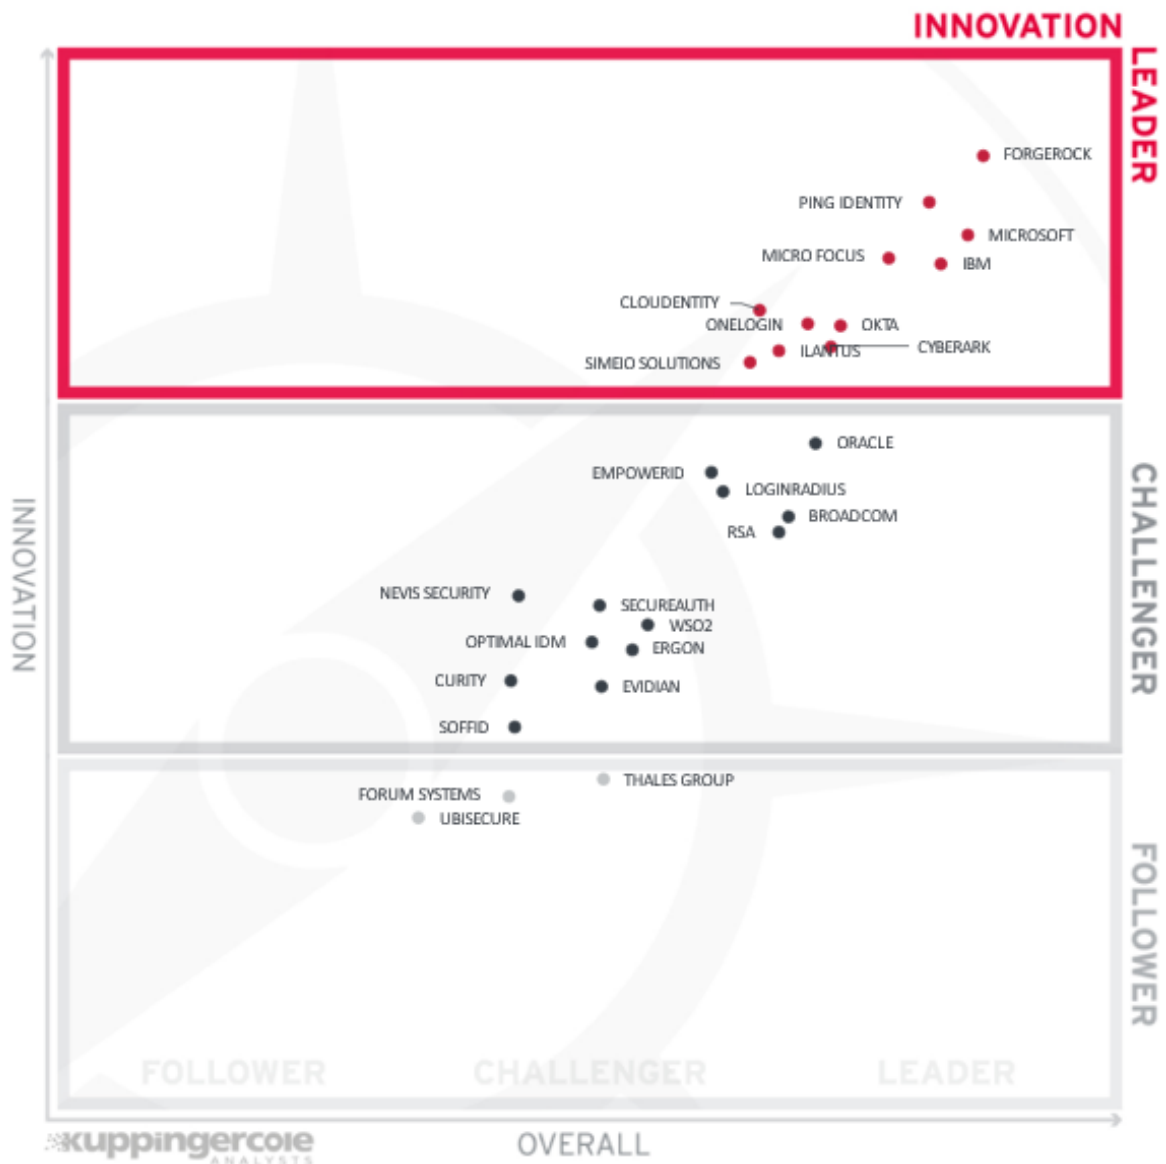 INNOVATION
LEADER
FORGEROCK
PING IDENTITY
MICROSOFT
MICRO FOCUS
IBM
CLOUDENTITY
ONELOGIN
OKTA
ILANTUS
CYBERARK
SIMEIO SOLUTIONS
ORACLE
EMPOWERID
LOGINRADIUS
BROADCOM
RSA
CHALLENGER
INNOVATION
NEVIS SECURITY
SECUREAUTH
WSO2
OPTIMAL IDM
ERGON
CURITY
EVIDIAN
SOFFID
THALES GROUP
FORUM SYSTEMS
UBISECURE
FOLLOWER
FOLLOWER CHALLENGER LEADER
kuppingercole
ANALYSTS
OVERALL